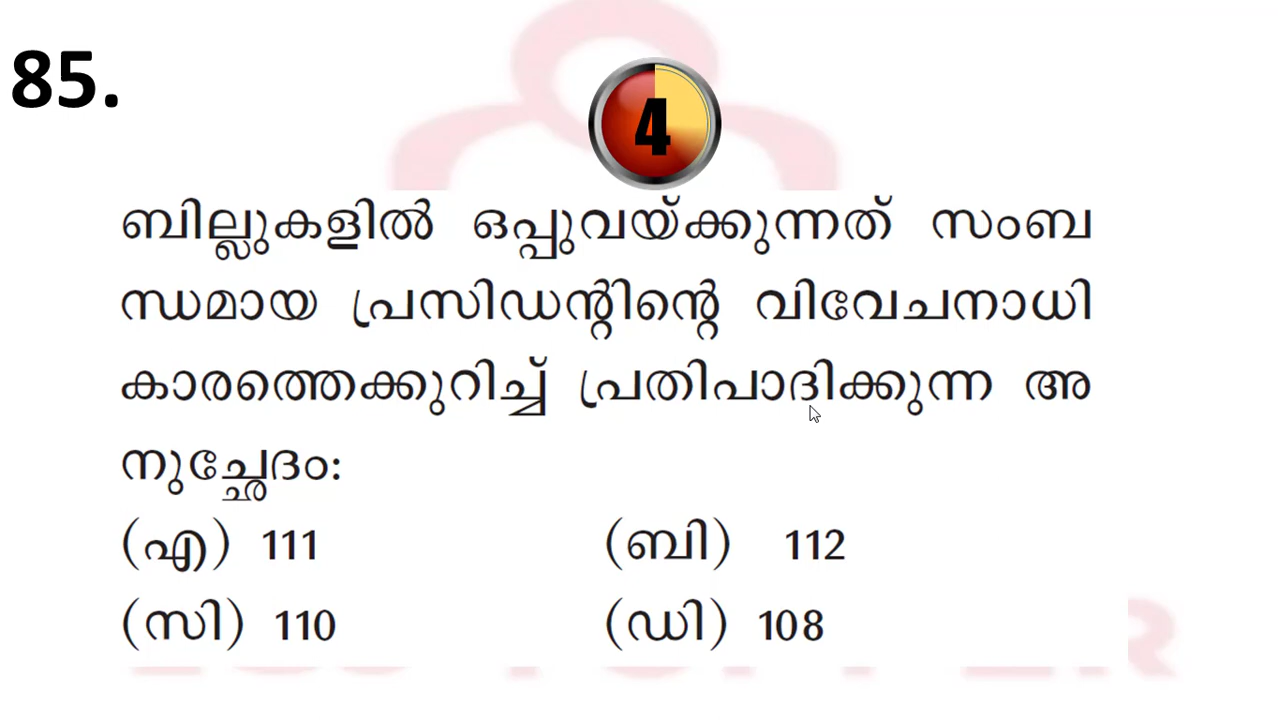 85.
4
ബില്ലുകളിൽ ഒപ്പുവയ്ക്കുന്നത് സംബ
ന്ധമായ പ്രസിഡന്റിന്റെ വിവേചനാധി
കാരത്തെക്കുറിച്ച് പ്രതിപാദിക്കുന്ന അ
നുച്ഛേദം:
(എ) 111 (ബി) 112
(സി) 110 (ഡി) 108